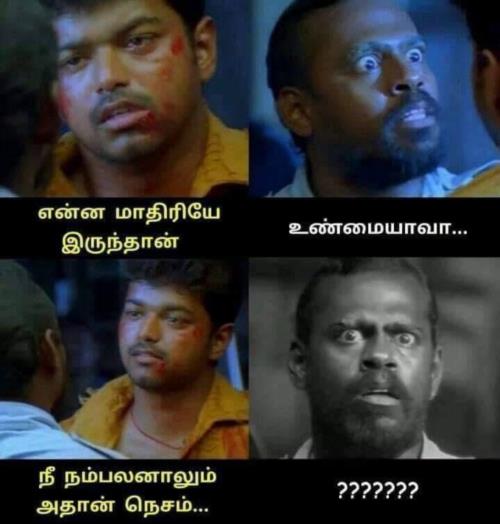 என்ன மாதிரியே
இருந்தான்
உண்மையாவா...
நீ நம்பலனாலும்
அதான் நெசம்...
???????